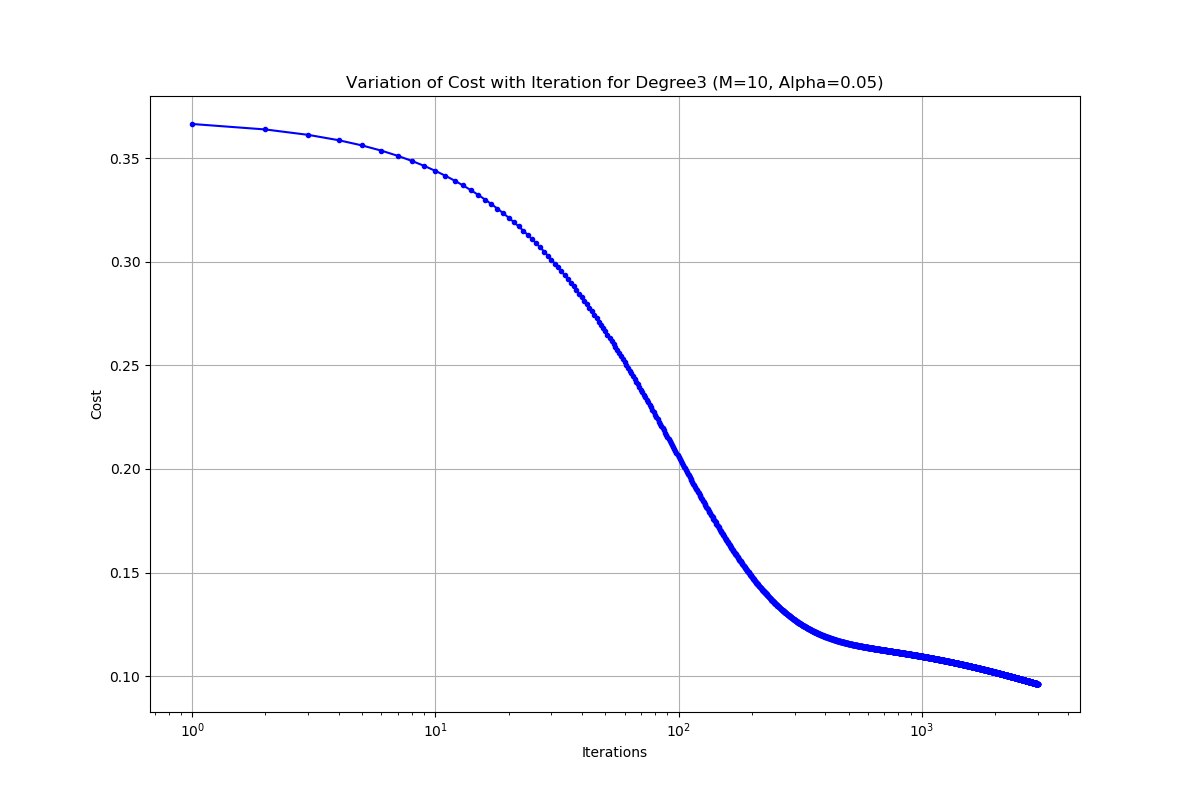 Variation of Cost with Iteration for Degree3 (M=10, Alpha=0.05)
Cost
0.35
0.30
0.25
0.20
0.15
0.10
10⁰ 10¹ 10² 10³
Iterations